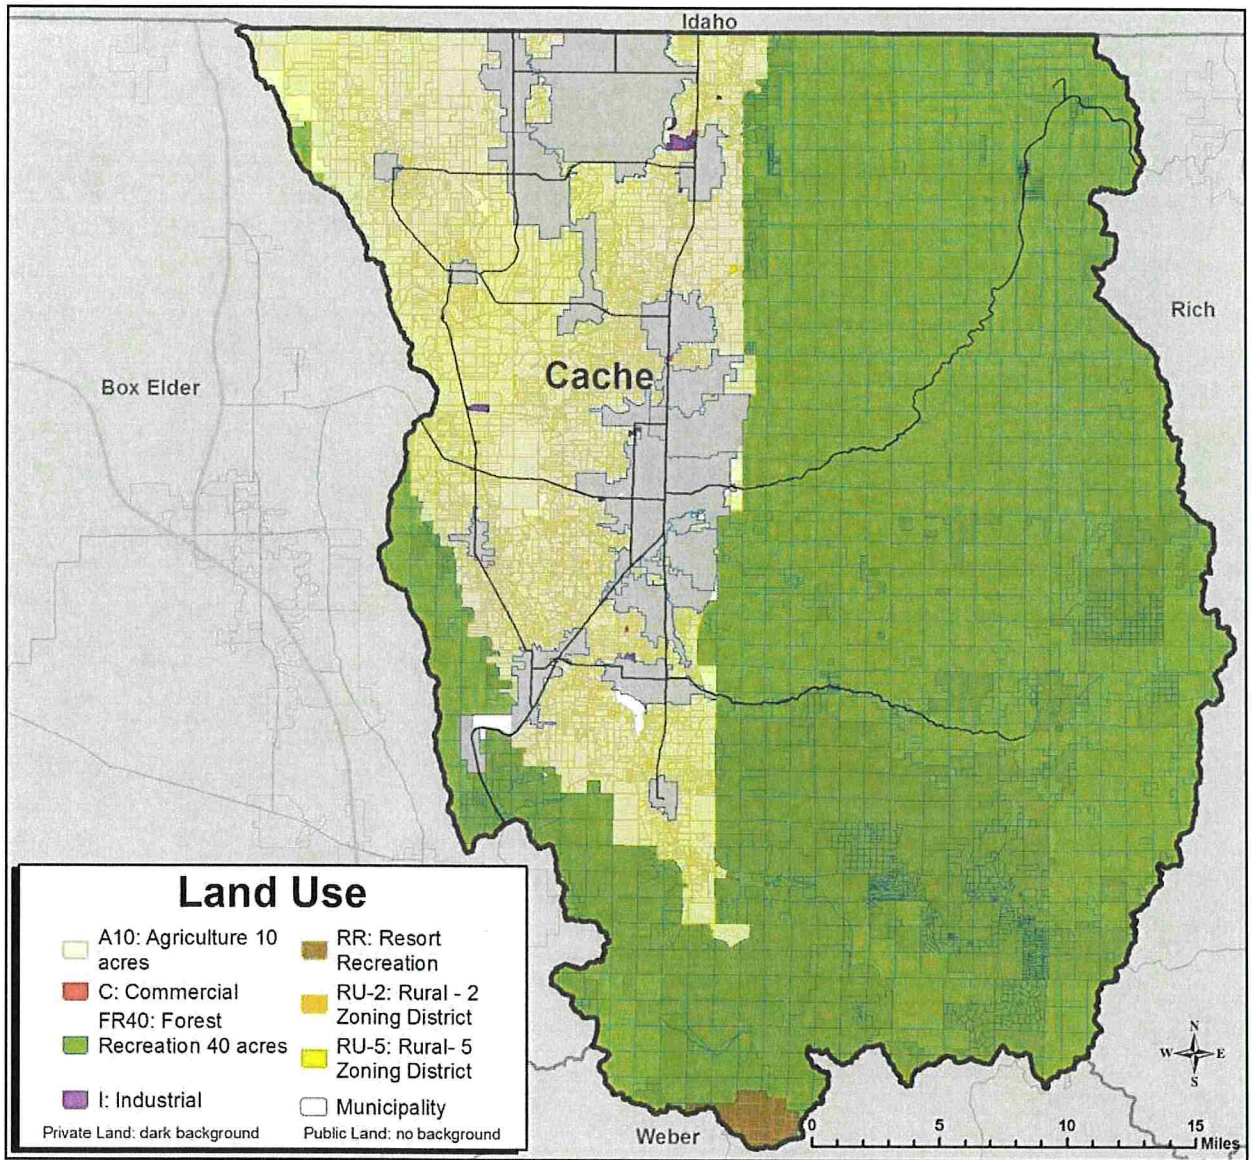 Idaho
Rich
Box Elder
Cache
Land Use
A10: Agriculture 10
acres
C: Commercial
FR40: Forest
Recreation 40 acres
I: Industrial
Private Land: dark background
RR: Resort
Recreation
RU-2: Rural - 2
Zoning District
RU-5: Rural- 5
Zoning District
Municipality
Public Land: no background
Weber
N
W
E
S
0
5
10
15
Miles